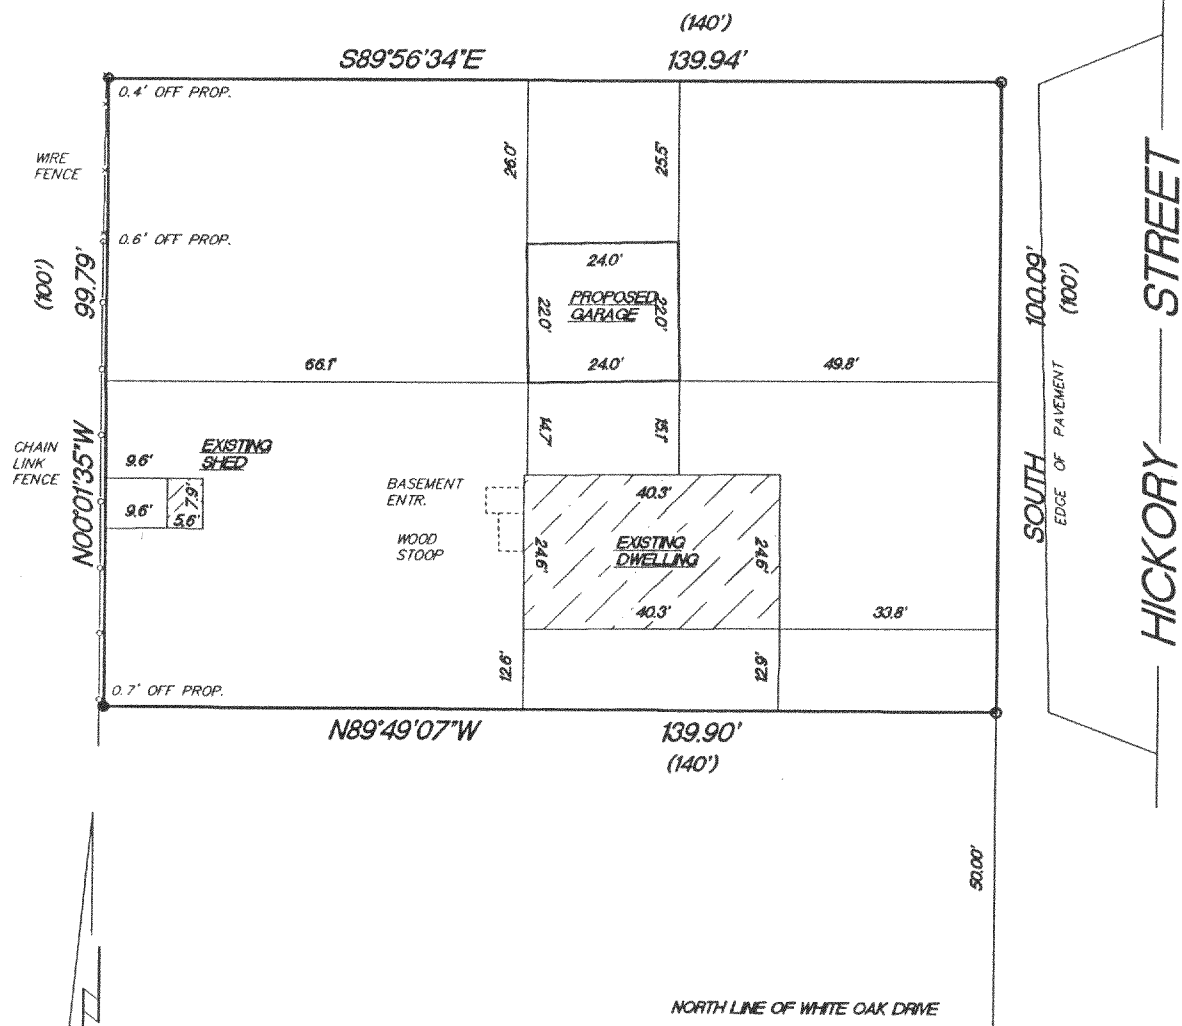 (140')
S89°56'34"E
139.94'
0.4' OFF PROP.
WIRE
FENCE
26.0'
25.5'
0.6' OFF PROP.
(100')
99.79'
24.0'
22.0'
PROPOSED
GARAGE
22.0'
24.0'
66.1'
49.8'
100.09'
(100')
STREET
14.7'
15.1'
CHAIN
LINK
FENCE
N00°01'35"W
9.6'
EXISTING
SHED
9.6'
7.9'
5.6'
BASEMENT
ENTR.
WOOD
STOOP
40.3'
24.6'
EXISTING
DWELLING
24.6'
40.3'
33.8'
SOUTH
EDGE OF PAVEMENT
HICKORY
12.6'
12.9'
0.7' OFF PROP.
N89°49'07"W
139.90'
(140')
50.00'
NORTH LINE OF WHITE OAK DRIVE